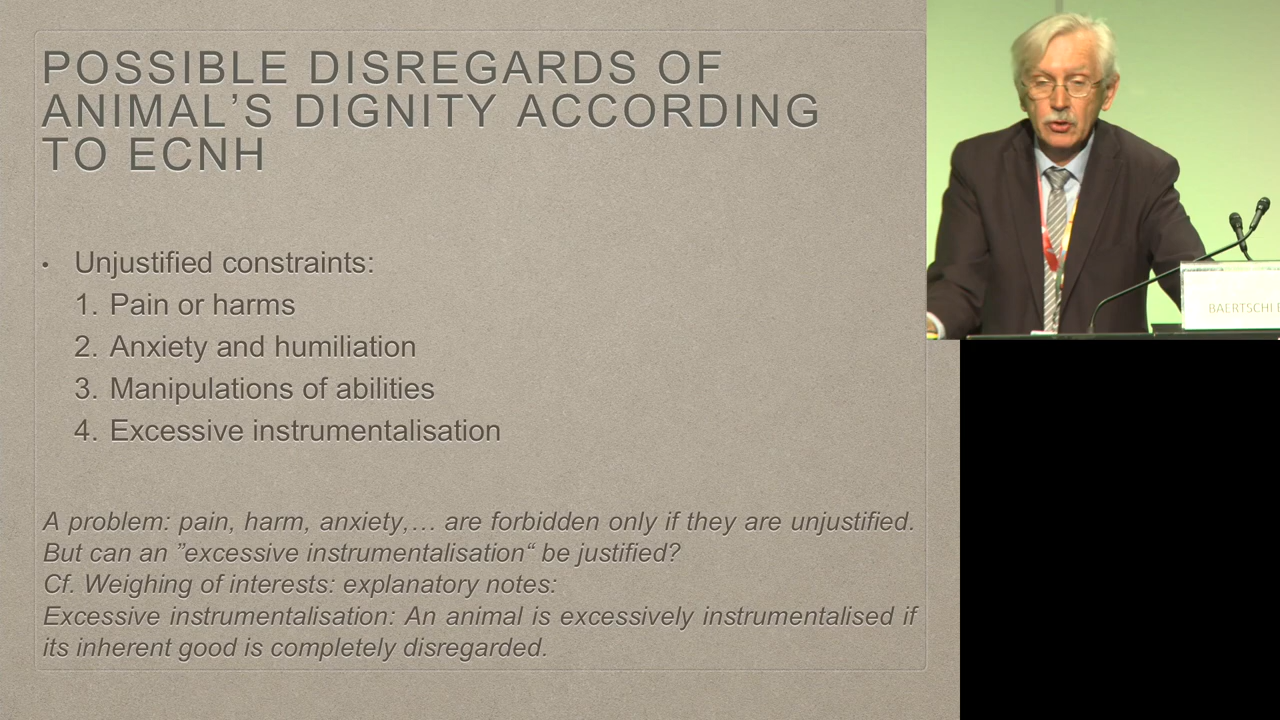 POSSIBLE DISREGARDS OF
ANIMAL’S DIGNITY ACCORDING
TO ECNH
• Unjustified constraints:
1. Pain or harms
2. Anxiety and humiliation
3. Manipulations of abilities
4. Excessive instrumentalisation
A problem: pain, harm, anxiety,… are forbidden only if they are unjustified.
But can an ”excessive instrumentalisation“ be justified?
Cf. Weighing of interests: explanatory notes:
Excessive instrumentalisation: An animal is excessively instrumentalised if
its inherent good is completely disregarded.
BAERTSCHI